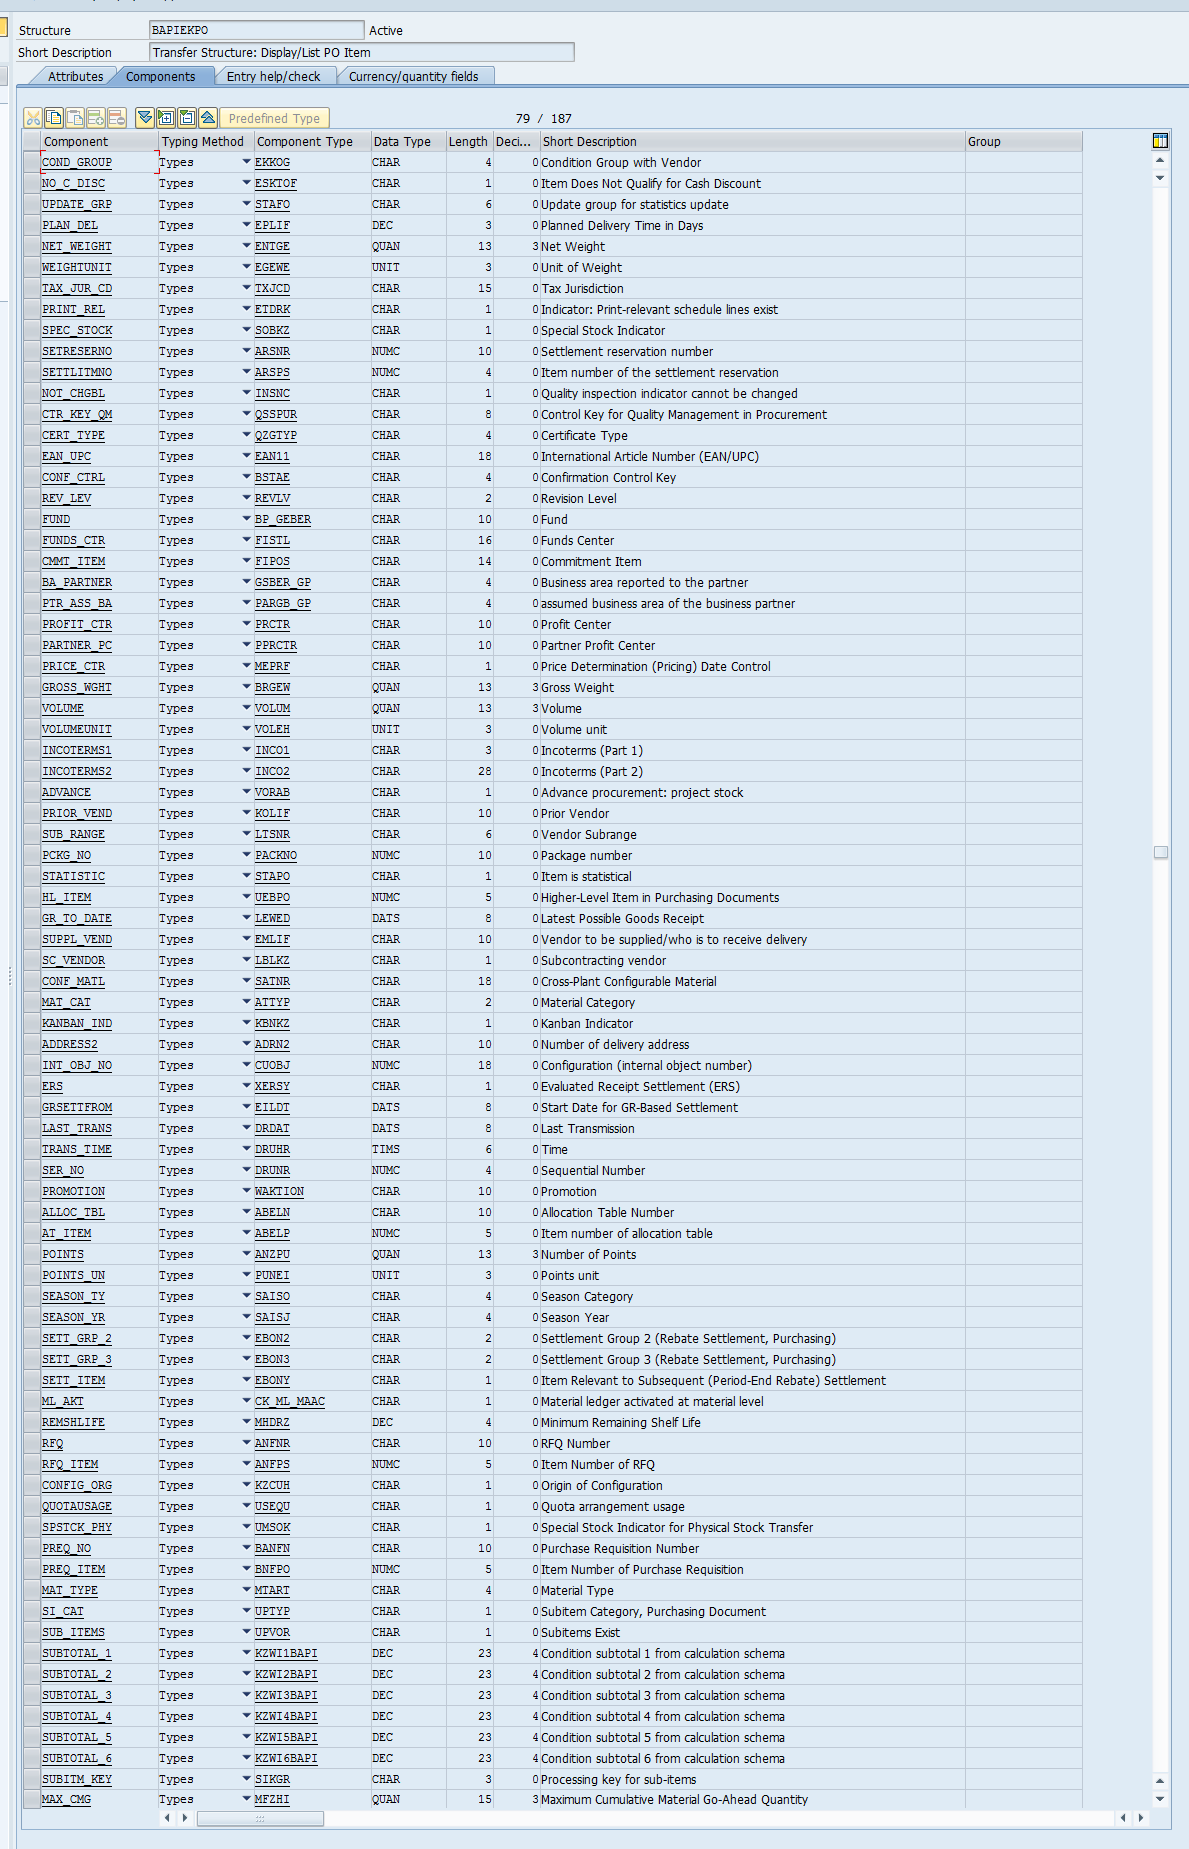 Structure BAPIEKPO Active
Short Description Transfer Structure: Display/List PO Item
Attributes Components Entry help/check Currency/quantity fields
Predefined Type 79 / 187
Component Typing Method Component Type Data Type Length Deci... Short Description Group
COND_GROUP Types EKKOG CHAR 4 0 Condition Group with Vendor
NO_C_DISC Types ESKTOF CHAR 1 0 Item Does Not Qualify for Cash Discount
UPDATE_GRP Types STAFO CHAR 6 0 Update group for statistics update
PLAN_DEL Types EPLIF DEC 3 0 Planned Delivery Time in Days
NET_WEIGHT Types ENTGE QUAN 13 3 Net Weight
WEIGHTUNIT Types EGEWE UNIT 3 0 Unit of Weight
TAX_JUR_CD Types TXJCD CHAR 15 0 Tax Jurisdiction
PRINT_REL Types ETDRK CHAR 1 0 Indicator: Print-relevant schedule lines exist
SPEC_STOCK Types SOBKZ CHAR 1 0 Special Stock Indicator
SETRESERNO Types ARSNR NUMC 10 0 Settlement reservation number
SETTLITMNO Types ARSPS NUMC 4 0 Item number of the settlement reservation
NOT_CHGBL Types INSNC CHAR 1 0 Quality inspection indicator cannot be changed
CTR_KEY_QM Types QSSPUR CHAR 8 0 Control Key for Quality Management in Procurement
CERT_TYPE Types QZGTYP CHAR 4 0 Certificate Type
EAN_UPC Types EAN11 CHAR 18 0 International Article Number (EAN/UPC)
CONF_CTRL Types BSTAE CHAR 4 0 Confirmation Control Key
REV_LEV Types REVLV CHAR 2 0 Revision Level
FUND Types BP_GEBER CHAR 10 0 Fund
FUNDS_CTR Types FISTL CHAR 16 0 Funds Center
CMMT_ITEM Types FIPOS CHAR 14 0 Commitment Item
BA_PARTNER Types GSBER_GP CHAR 4 0 Business area reported to the partner
PTR_ASS_BA Types PARGB_GP CHAR 4 0 assumed business area of the business partner
PROFIT_CTR Types PRCTR CHAR 10 0 Profit Center
PARTNER_PC Types PPRCTR CHAR 10 0 Partner Profit Center
PRICE_CTR Types MEPRF CHAR 1 0 Price Determination (Pricing) Date Control
GROSS_WGHT Types BRGEW QUAN 13 3 Gross Weight
VOLUME Types VOLUM QUAN 13 3 Volume
VOLUMEUNIT Types VOLEH UNIT 3 0 Volume unit
INCOTERMS1 Types INCO1 CHAR 3 0 Incoterms (Part 1)
INCOTERMS2 Types INCO2 CHAR 28 0 Incoterms (Part 2)
ADVANCE Types VORAB CHAR 1 0 Advance procurement: project stock
PRIOR_VEND Types KOLIF CHAR 10 0 Prior Vendor
SUB_RANGE Types LTSNR CHAR 6 0 Vendor Subrange
PCKG_NO Types PACKNO NUMC 10 0 Package number
STATISTIC Types STAPO CHAR 1 0 Item is statistical
HL_ITEM Types UEBPO NUMC 5 0 Higher-Level Item in Purchasing Documents
GR_TO_DATE Types LEWED DATS 8 0 Latest Possible Goods Receipt
SUPPL_VEND Types EMLIF CHAR 10 0 Vendor to be supplied/who is to receive delivery
SC_VENDOR Types LBLKZ CHAR 1 0 Subcontracting vendor
CONF_MATL Types SATNR CHAR 18 0 Cross-Plant Configurable Material
MAT_CAT Types ATTYP CHAR 2 0 Material Category
KANBAN_IND Types KBNKZ CHAR 1 0 Kanban Indicator
ADDRESS2 Types ADRN2 CHAR 10 0 Number of delivery address
INT_OBJ_NO Types CUOBJ NUMC 18 0 Configuration (internal object number)
ERS Types XERSY CHAR 1 0 Evaluated Receipt Settlement (ERS)
GRSETTFROM Types EILDT DATS 8 0 Start Date for GR-Based Settlement
LAST_TRANS Types DRDAT DATS 8 0 Last Transmission
TRANS_TIME Types DRUHR TIMS 6 0 Time
SER_NO Types DRUNR NUMC 4 0 Sequential Number
PROMOTION Types WAKTION CHAR 10 0 Promotion
ALLOC_TBL Types ABELN CHAR 10 0 Allocation Table Number
AT_ITEM Types ABELP NUMC 5 0 Item number of allocation table
POINTS Types ANZPU QUAN 13 3 Number of Points
POINTS_UN Types PUNEI UNIT 3 0 Points unit
SEASON_TY Types SAISO CHAR 4 0 Season Category
SEASON_YR Types SAISJ CHAR 4 0 Season Year
SETT_GRP_2 Types EBON2 CHAR 2 0 Settlement Group 2 (Rebate Settlement, Purchasing)
SETT_GRP_3 Types EBON3 CHAR 2 0 Settlement Group 3 (Rebate Settlement, Purchasing)
SETT_ITEM Types EBONY CHAR 1 0 Item Relevant to Subsequent (Period-End Rebate) Settlement
ML_AKT Types CK_ML_MAAC CHAR 1 0 Material ledger activated at material level
REMSHLIFE Types MHDRZ DEC 4 0 Minimum Remaining Shelf Life
RFQ Types ANFNR CHAR 10 0 RFQ Number
RFQ_ITEM Types ANFPS NUMC 5 0 Item Number of RFQ
CONFIG_ORG Types KZCUH CHAR 1 0 Origin of Configuration
QUOTAUSAGE Types USEQU CHAR 1 0 Quota arrangement usage
SPSTCK_PHY Types UMSOK CHAR 1 0 Special Stock Indicator for Physical Stock Transfer
PREQ_NO Types BANFN CHAR 10 0 Purchase Requisition Number
PREQ_ITEM Types BNFPO NUMC 5 0 Item Number of Purchase Requisition
MAT_TYPE Types MTART CHAR 4 0 Material Type
SI_CAT Types UPTYP CHAR 1 0 Subitem Category, Purchasing Document
SUB_ITEMS Types UPVOR CHAR 1 0 Subitems Exist
SUBTOTAL_1 Types KZWI1BAPI DEC 23 4 Condition subtotal 1 from calculation schema
SUBTOTAL_2 Types KZWI2BAPI DEC 23 4 Condition subtotal 2 from calculation schema
SUBTOTAL_3 Types KZWI3BAPI DEC 23 4 Condition subtotal 3 from calculation schema
SUBTOTAL_4 Types KZWI4BAPI DEC 23 4 Condition subtotal 4 from calculation schema
SUBTOTAL_5 Types KZWI5BAPI DEC 23 4 Condition subtotal 5 from calculation schema
SUBTOTAL_6 Types KZWI6BAPI DEC 23 4 Condition subtotal 6 from calculation schema
SUBITM_KEY Types SIKGR CHAR 3 0 Processing key for sub-items
MAX_CMG Types MFZHI QUAN 15 3 Maximum Cumulative Material Go-Ahead Quantity